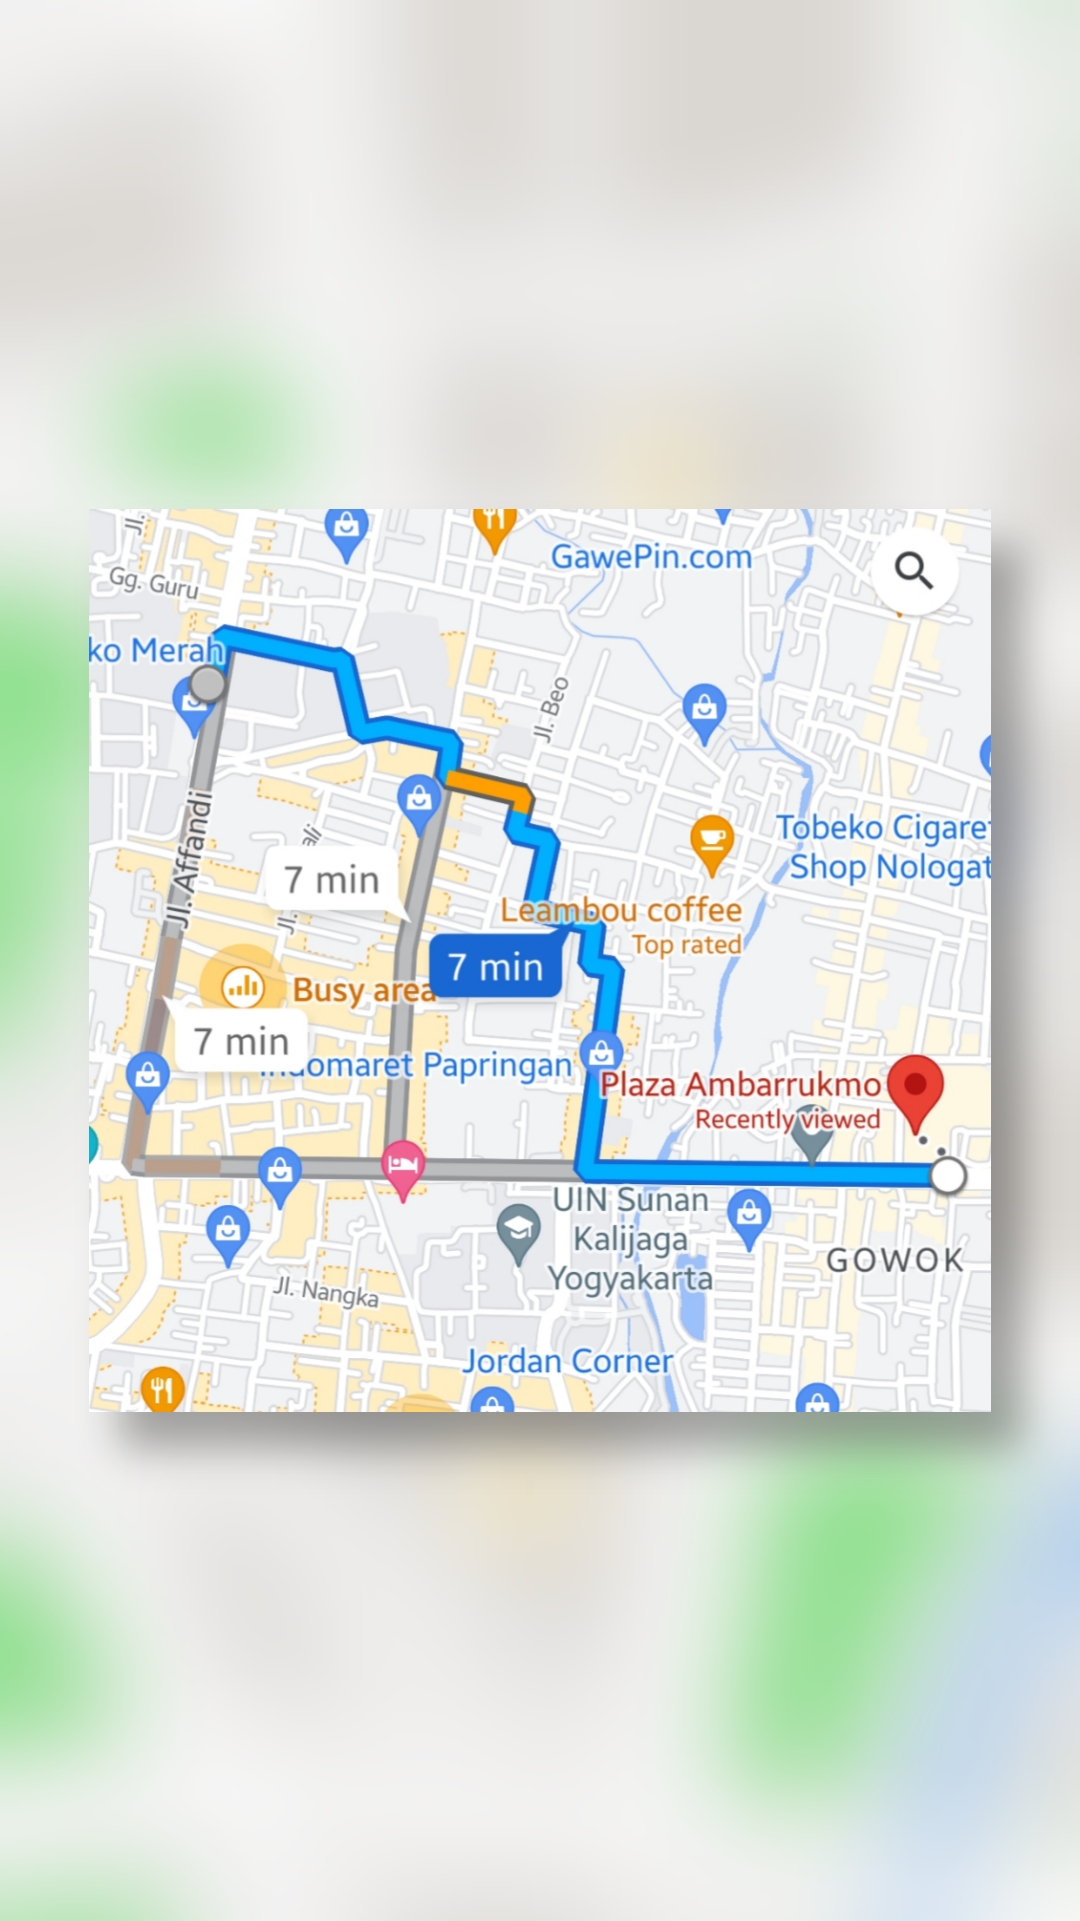 Jl.
Gg. Guru
GawePin.com
ko Merah
Jl. Beo
Jl. Affandi
Tobeko Cigaret
Shop Nologat
7 min
Leambou coffee
Top rated
7 min
Busy area
7 min
Indomaret Papringan
Plaza Ambarrukmo
Recently viewed
UIN Sunan
Kalijaga
Yogyakarta
GOWOK
Jl. Nangka
Jordan Corner